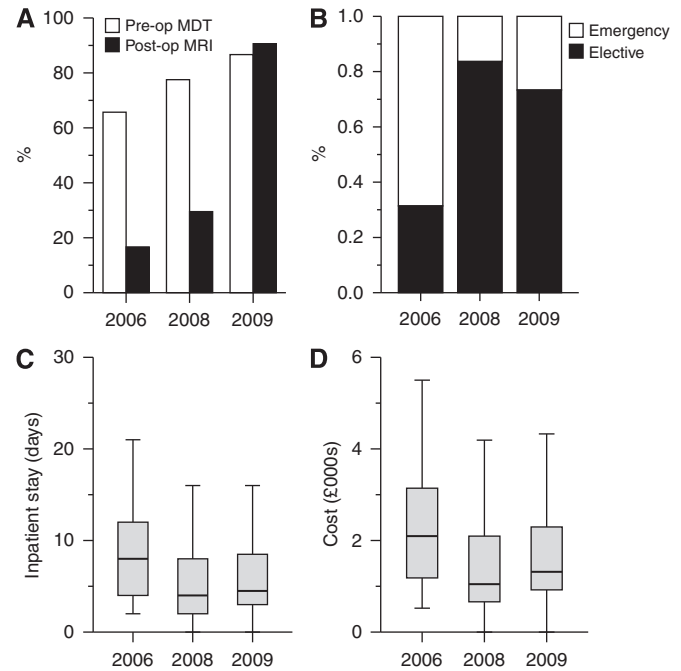 A
100
80
60
40
20
0
%
Pre-op MDT
Post-op MRI
2006 2008 2009
B
1.0
0.8
0.6
0.4
0.2
0.0
%
Emergency
Elective
2006 2008 2009
C
30
20
10
0
Inpatient stay (days)
2006 2008 2009
D
6
4
2
0
Cost (£000s)
2006 2008 2009